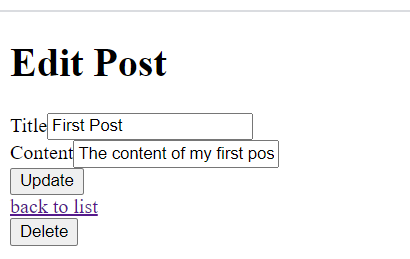 Edit Post
Title First Post
Content The content of my first pos
Update
back to list
Delete